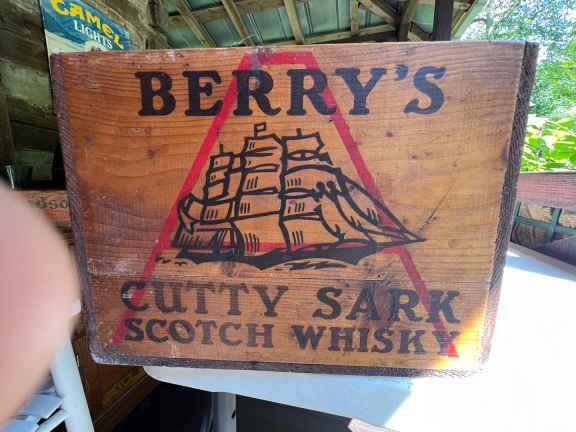 CAMEL
LIGHTS
BERRY'S
CUTTY SARK
SCOTCH WHISKY